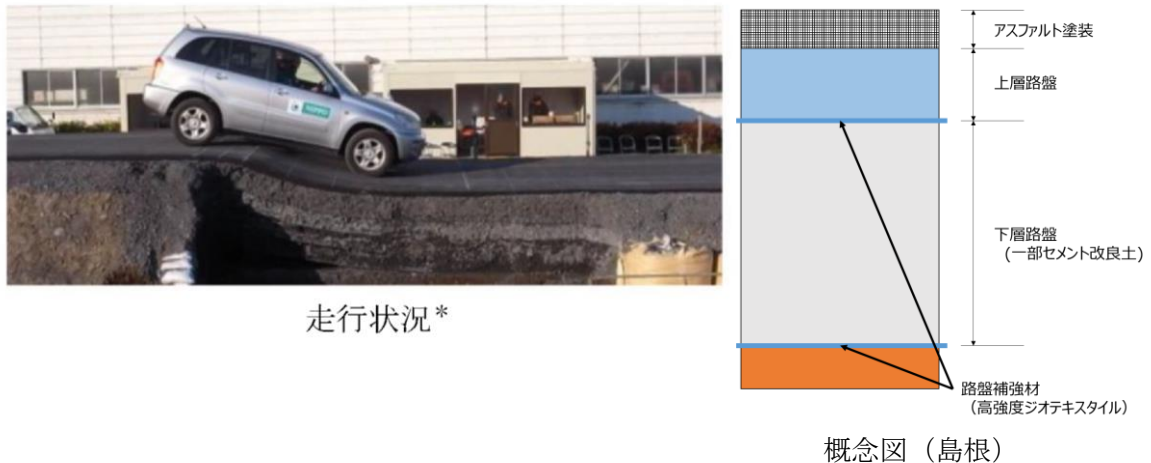 走行状況*
アスファルト塗装
上層路盤
下層路盤
(一部セメント改良土)
路盤補強材
(高強度ジオテキスタイル)
概念図(島根)